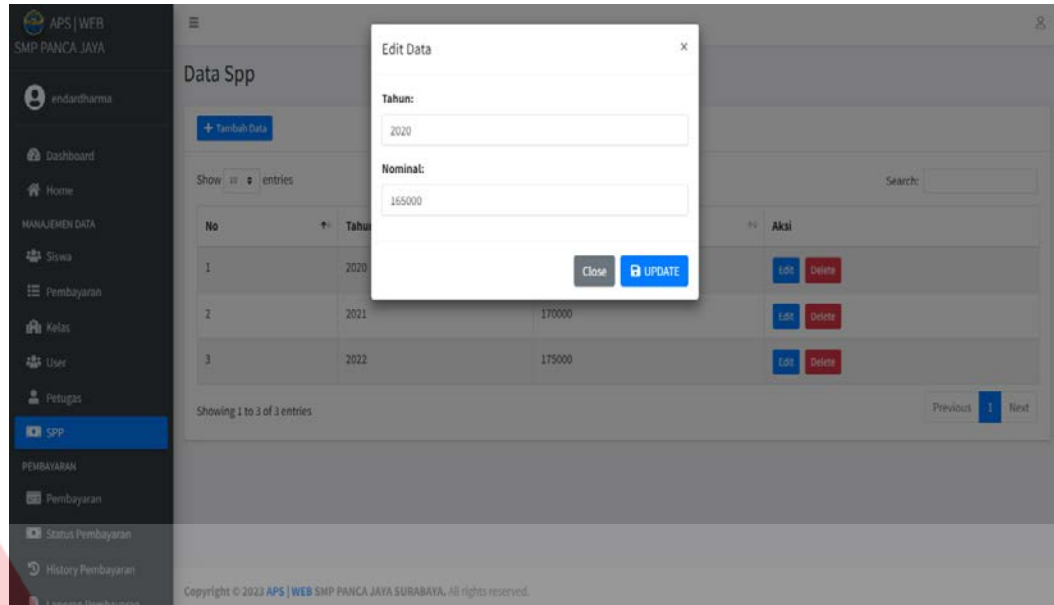 APS | WEB
SMP PANCA JAYA
endardharma
Dashboard
Home
MANAJEMEN DATA
Siswa
Pembayaran
Kelas
User
Petugas
SPP
PEMBAYARAN
Pembayaran
Status Pembayaran
History Pembayaran
Data Spp
+ Tambah Data
Show entries
Search:
No Tahu Aksi
1 2020 Edit Delete
2 2021 170000 Edit Delete
3 2022 175000 Edit Delete
Showing 1 to 3 of 3 entries
Previous 1 Next
Edit Data ×
Tahun:
2020
Nominal:
165000
Close UPDATE
Copyright © 2023 APS | WEB SMP PANCA JAYA SURABAYA. All rights reserved.